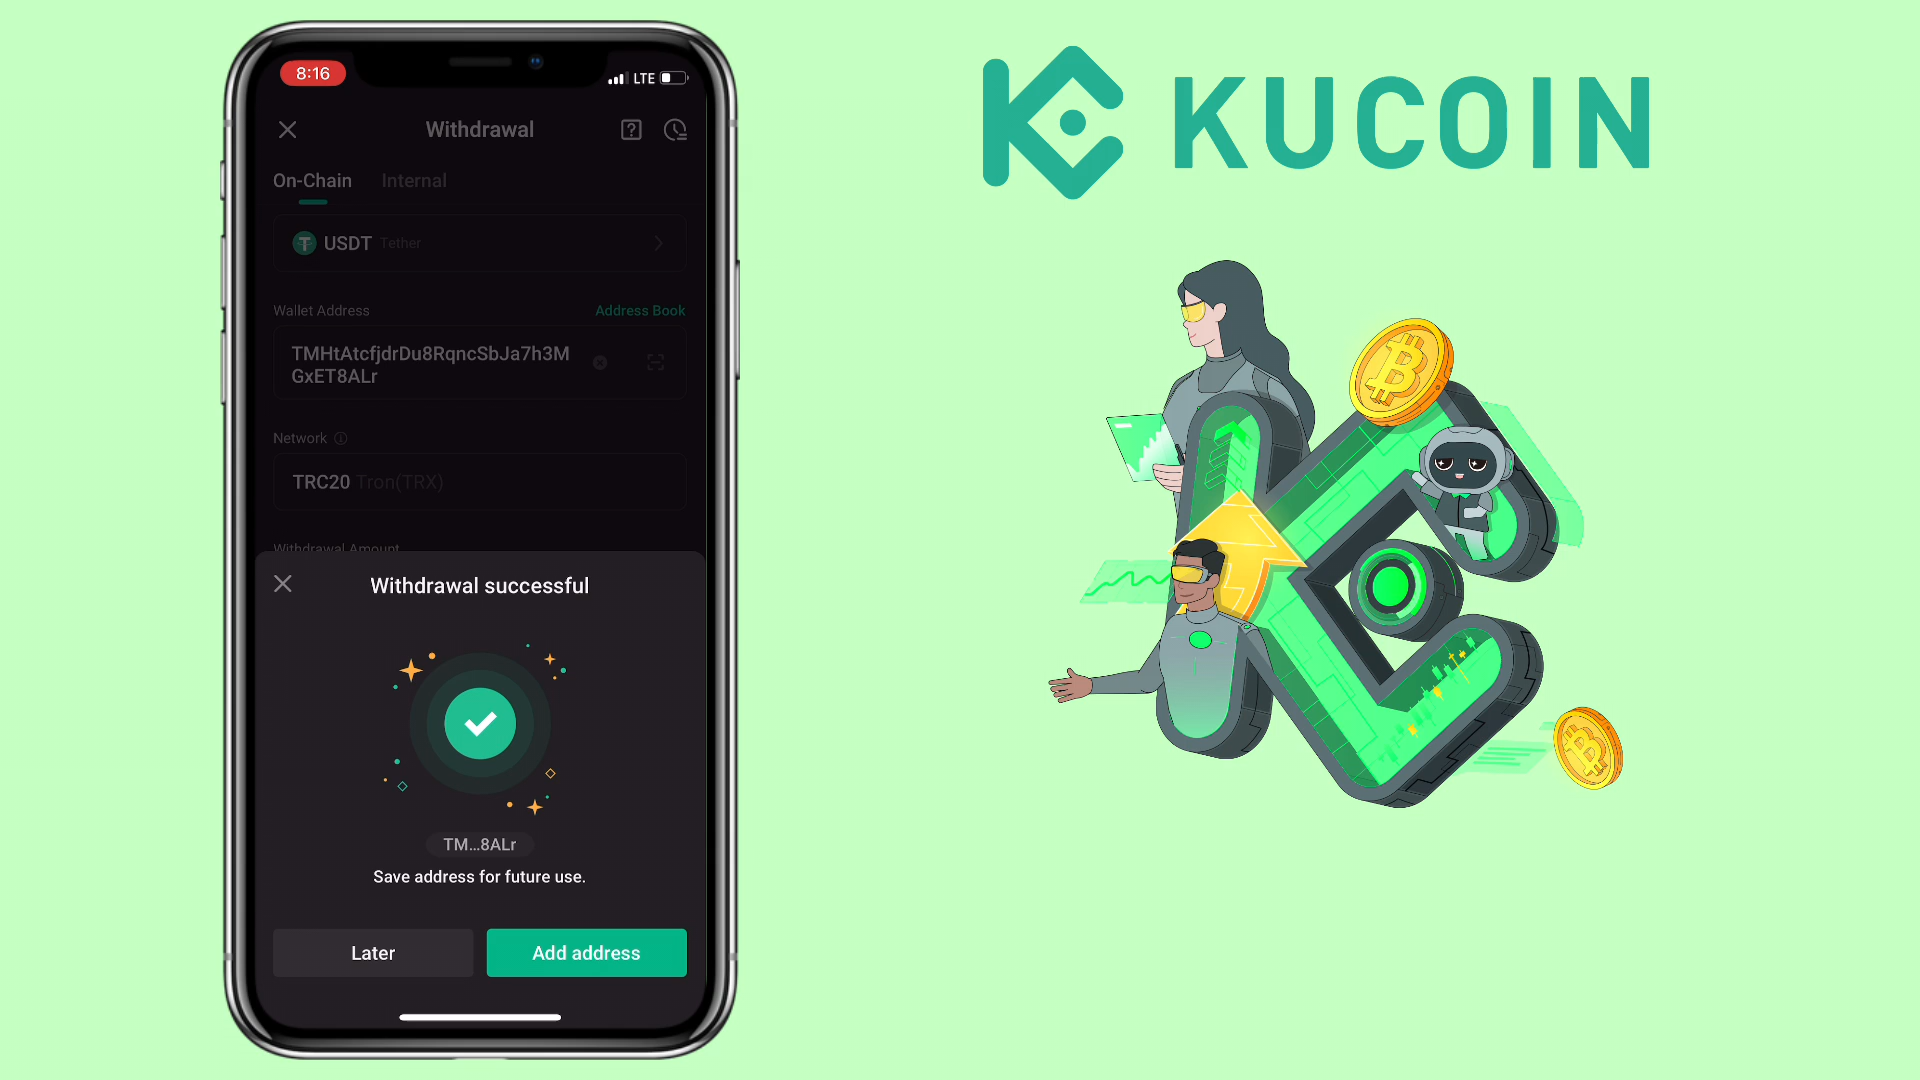 8:16
LTE
Withdrawal
On-Chain Internal
USDT Tether
Wallet Address Address Book
TMHtAtcfjdrDu8RqncSbJa7h3M
GxET8ALr
Network
TRC20 Tron(TRX)
Withdrawal Amount
Withdrawal successful
TM...8ALr
Save address for future use.
Later Add address
KUCOIN